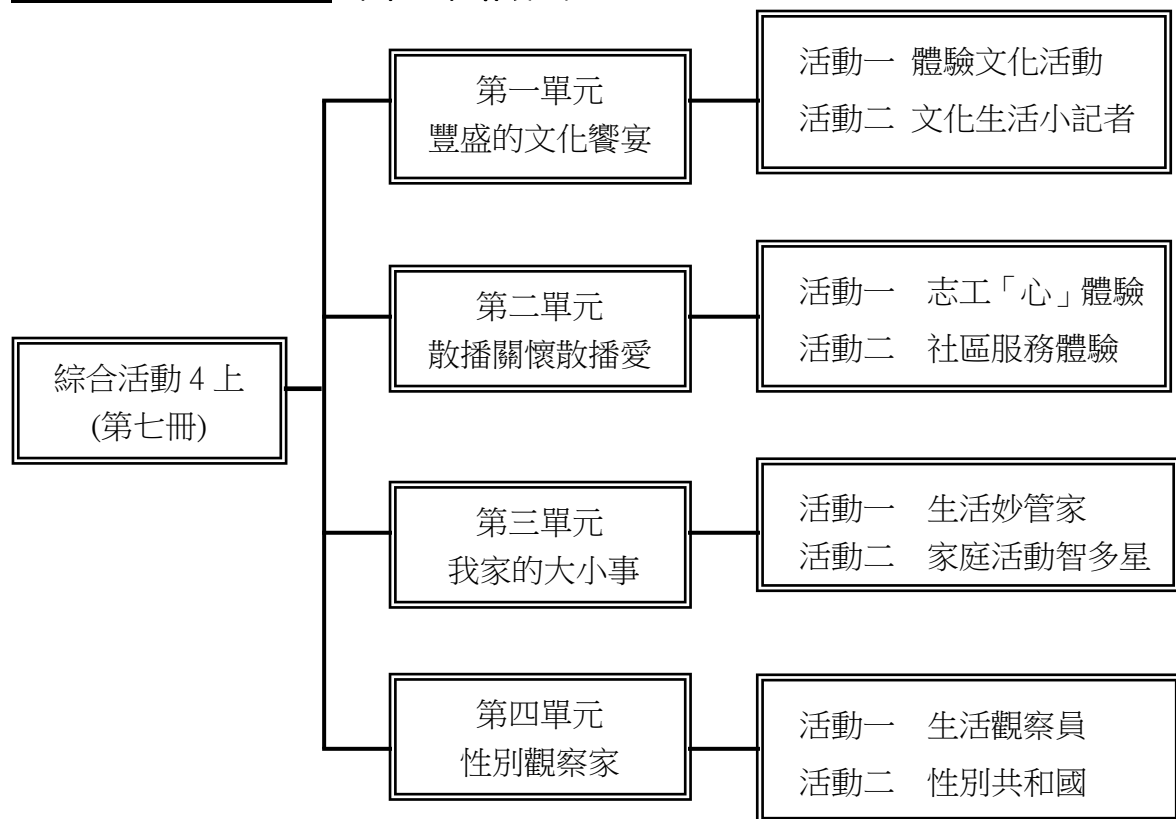 綜合活動 4 上
(第七冊)
第一單元
豐盛的文化饗宴
活動一 體驗文化活動
活動二 文化生活小記者
第二單元
散播關懷散播愛
活動一 志工「心」體驗
活動二 社區服務體驗
第三單元
我家的大小事
活動一 生活妙管家
活動二 家庭活動智多星
第四單元
性別觀察家
活動一 生活觀察員
活動二 性別共和國